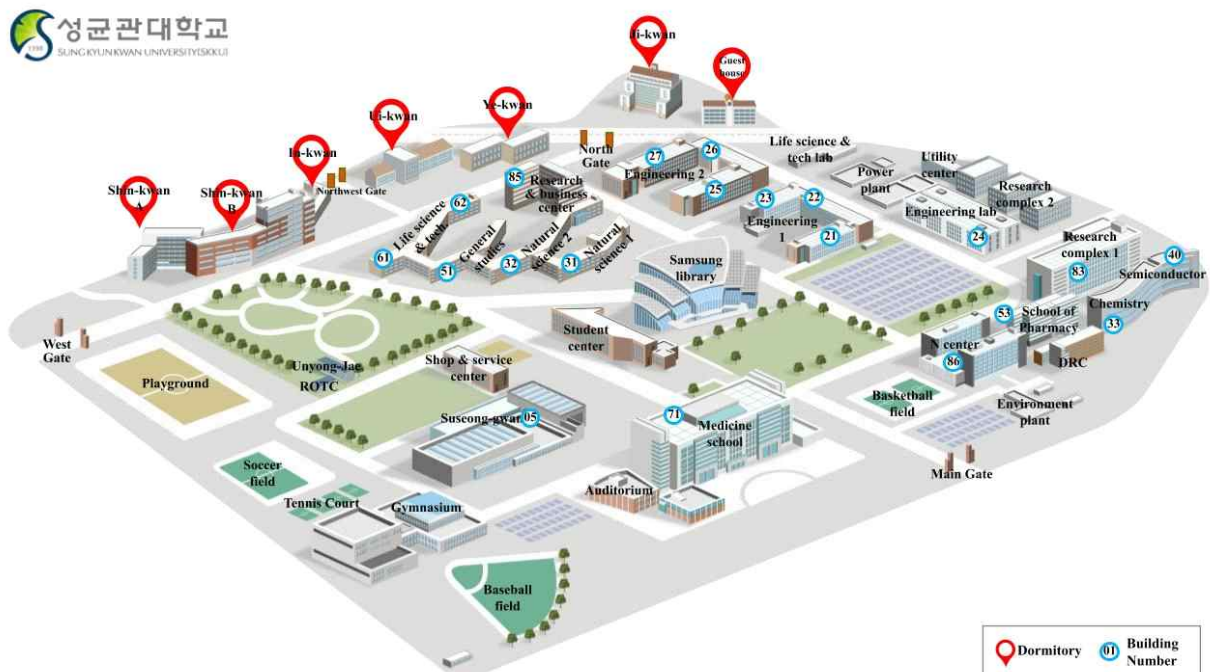 성균관대학교
1398
SUNGKYUNKWAN UNIVERSITY(SKKU)
Ji-kwan
Guest
house
Ye-kwan
Ui-kwan
In-kwan
Shin-kwan
A
Shin-kwan
B
Northwest Gate
North
Gate
85
Research
& business
center
27
26
Engineering 2
25
Life science &
tech lab
Power
plant
Utility
center
Research
complex 2
23
22
Engineering
1
21
Engineering lab
24
62
Life science
& tech.
61
General
studies
51
Natural
science 2
32
Natural
science 1
31
Samsung
library
Research
complex 1
83
40
Semiconductor
Chemistry
33
53
School of
Pharmacy
N center
86
DRC
West
Gate
Playground
Unyong-Jae
ROTC
Shop & service
center
Student
center
Basketball
field
Environment
plant
Main Gate
Suseong-gwan
05
71
Medicine
school
Soccer
field
Tennis Court
Gymnasium
Auditorium
Baseball
field
Dormitory
01
Building
Number